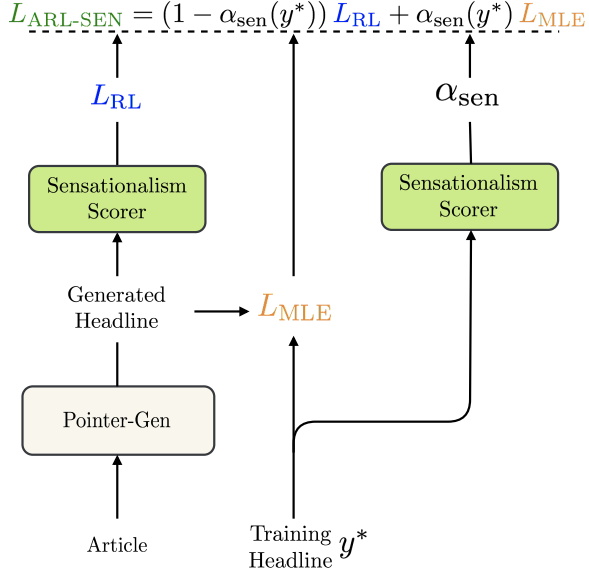 L_ARL-SEN = (1 − α_sen(y*)) L_RL + α_sen(y*) L_MLE
L_RL
α_sen
Sensationalism
Scorer
Sensationalism
Scorer
Generated
Headline
L_MLE
Pointer-Gen
Article
Training
Headline y*